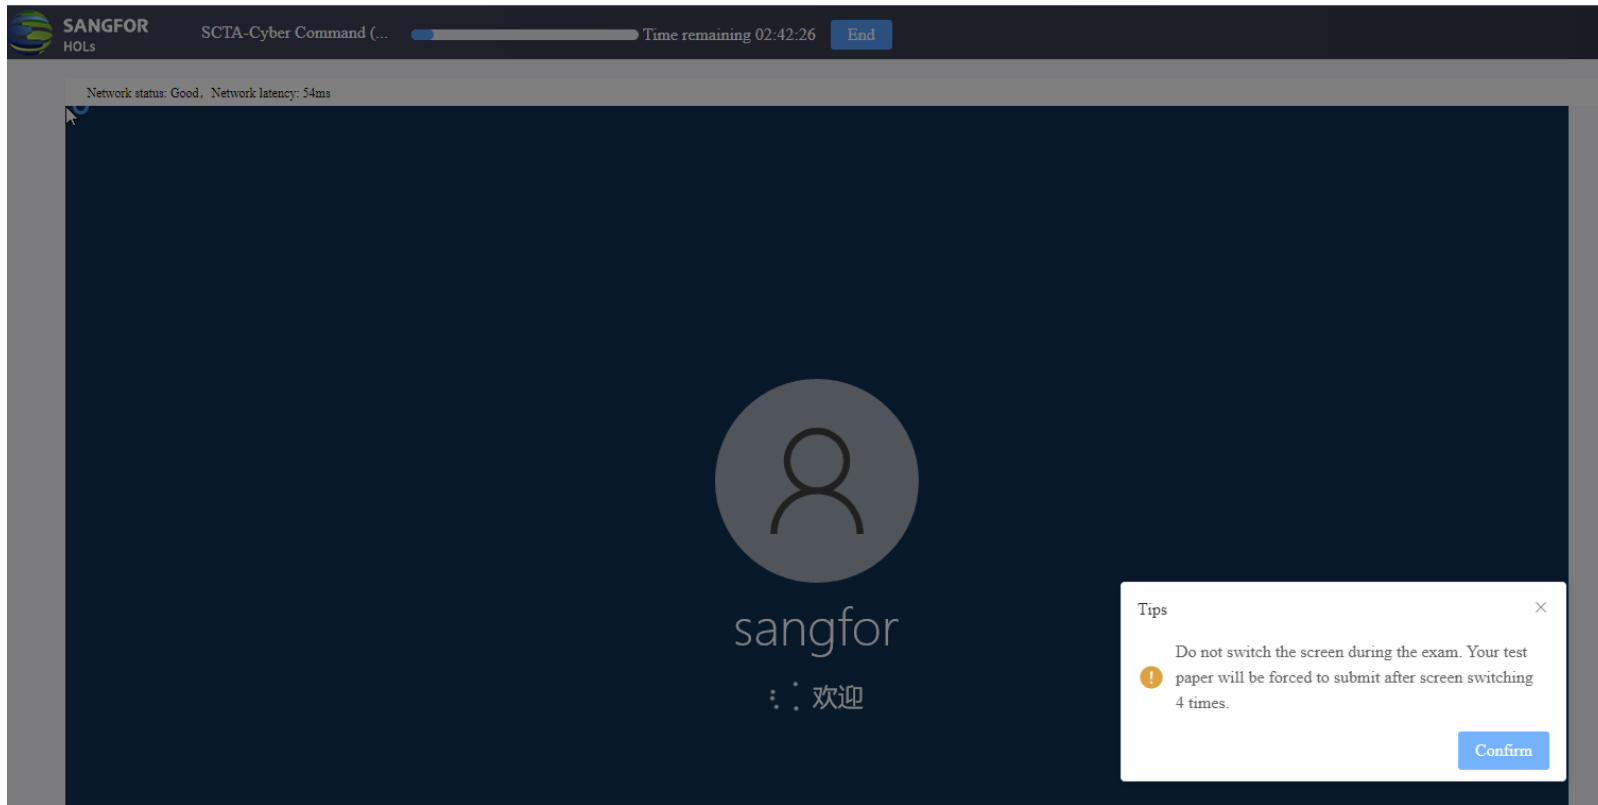 SANGFOR
HOLs
SCTA-Cyber Command (...
Time remaining 02:42:26
End
Network status: Good，Network latency: 54ms
sangfor
欢迎
Tips
Do not switch the screen during the exam. Your test
paper will be forced to submit after screen switching
4 times.
Confirm